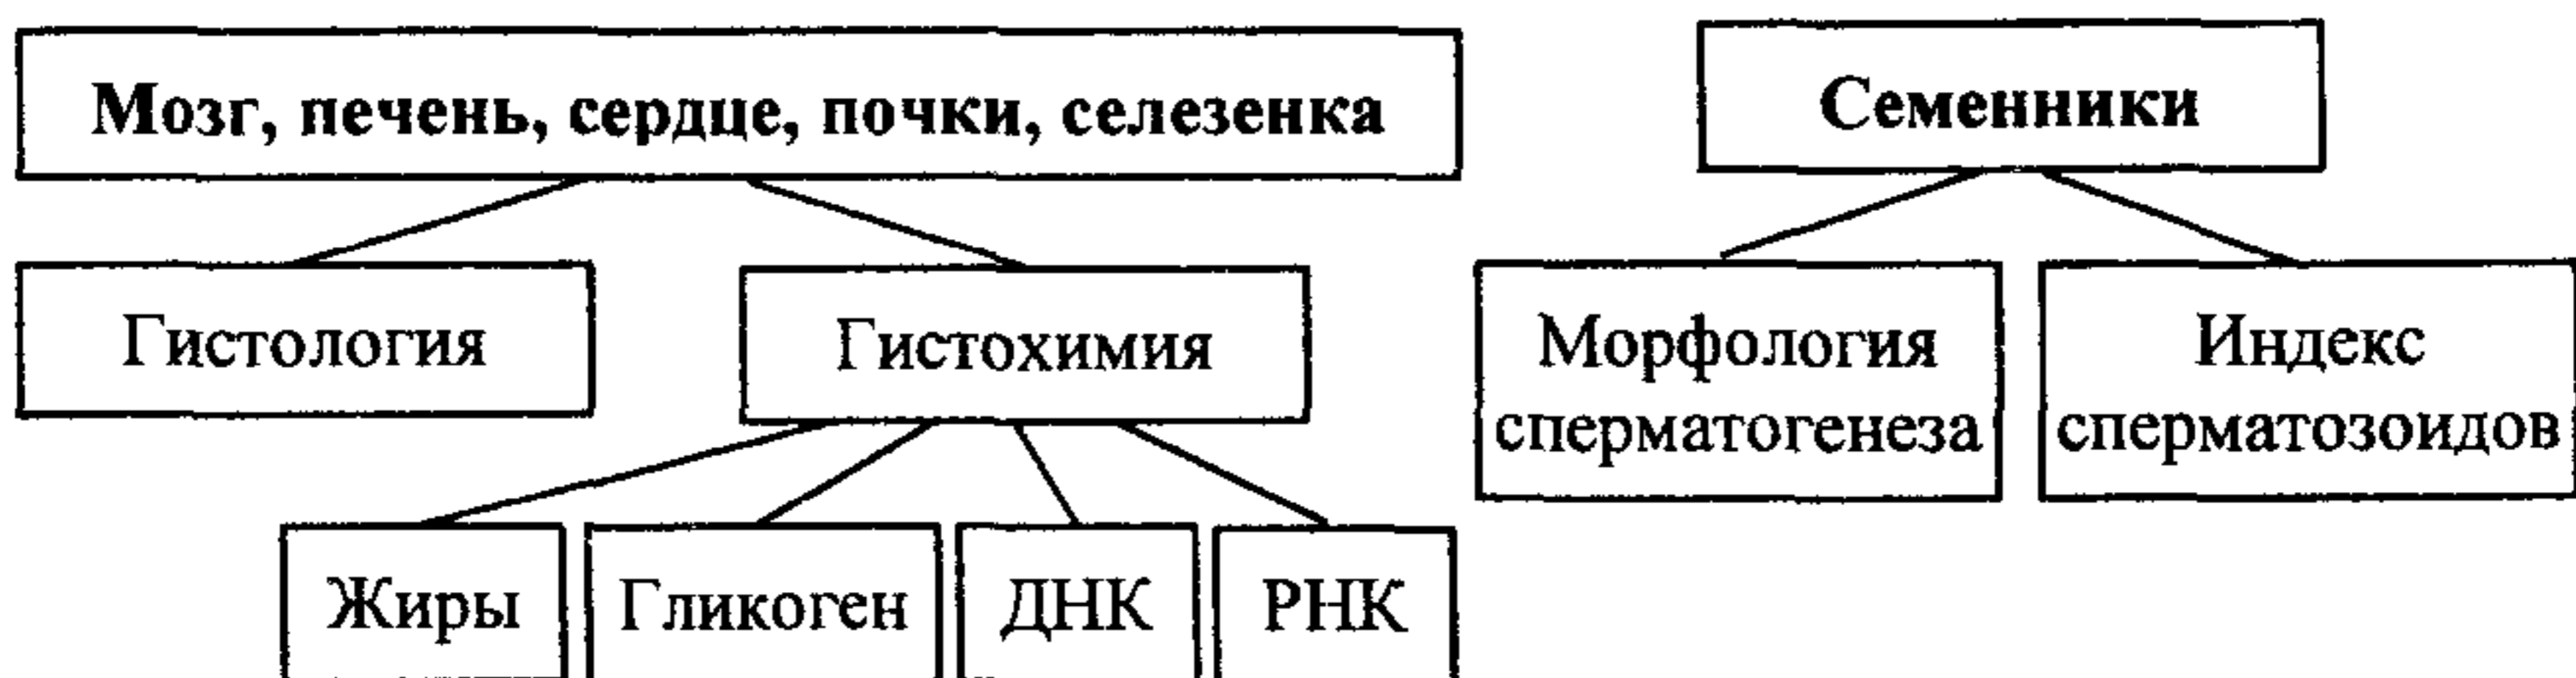 Мозг, печень, сердце, почки, селезенка
Семенники
Гистология
Гистохимия
Морфология
сперматогенеза
Индекс
сперматозоидов
Жиры
Гликоген
ДНК
РНК